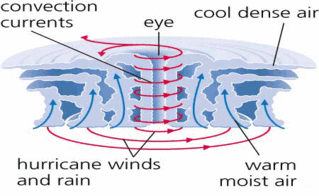 convection
currents
eye
cool dense air
hurricane winds
and rain
warm
moist air